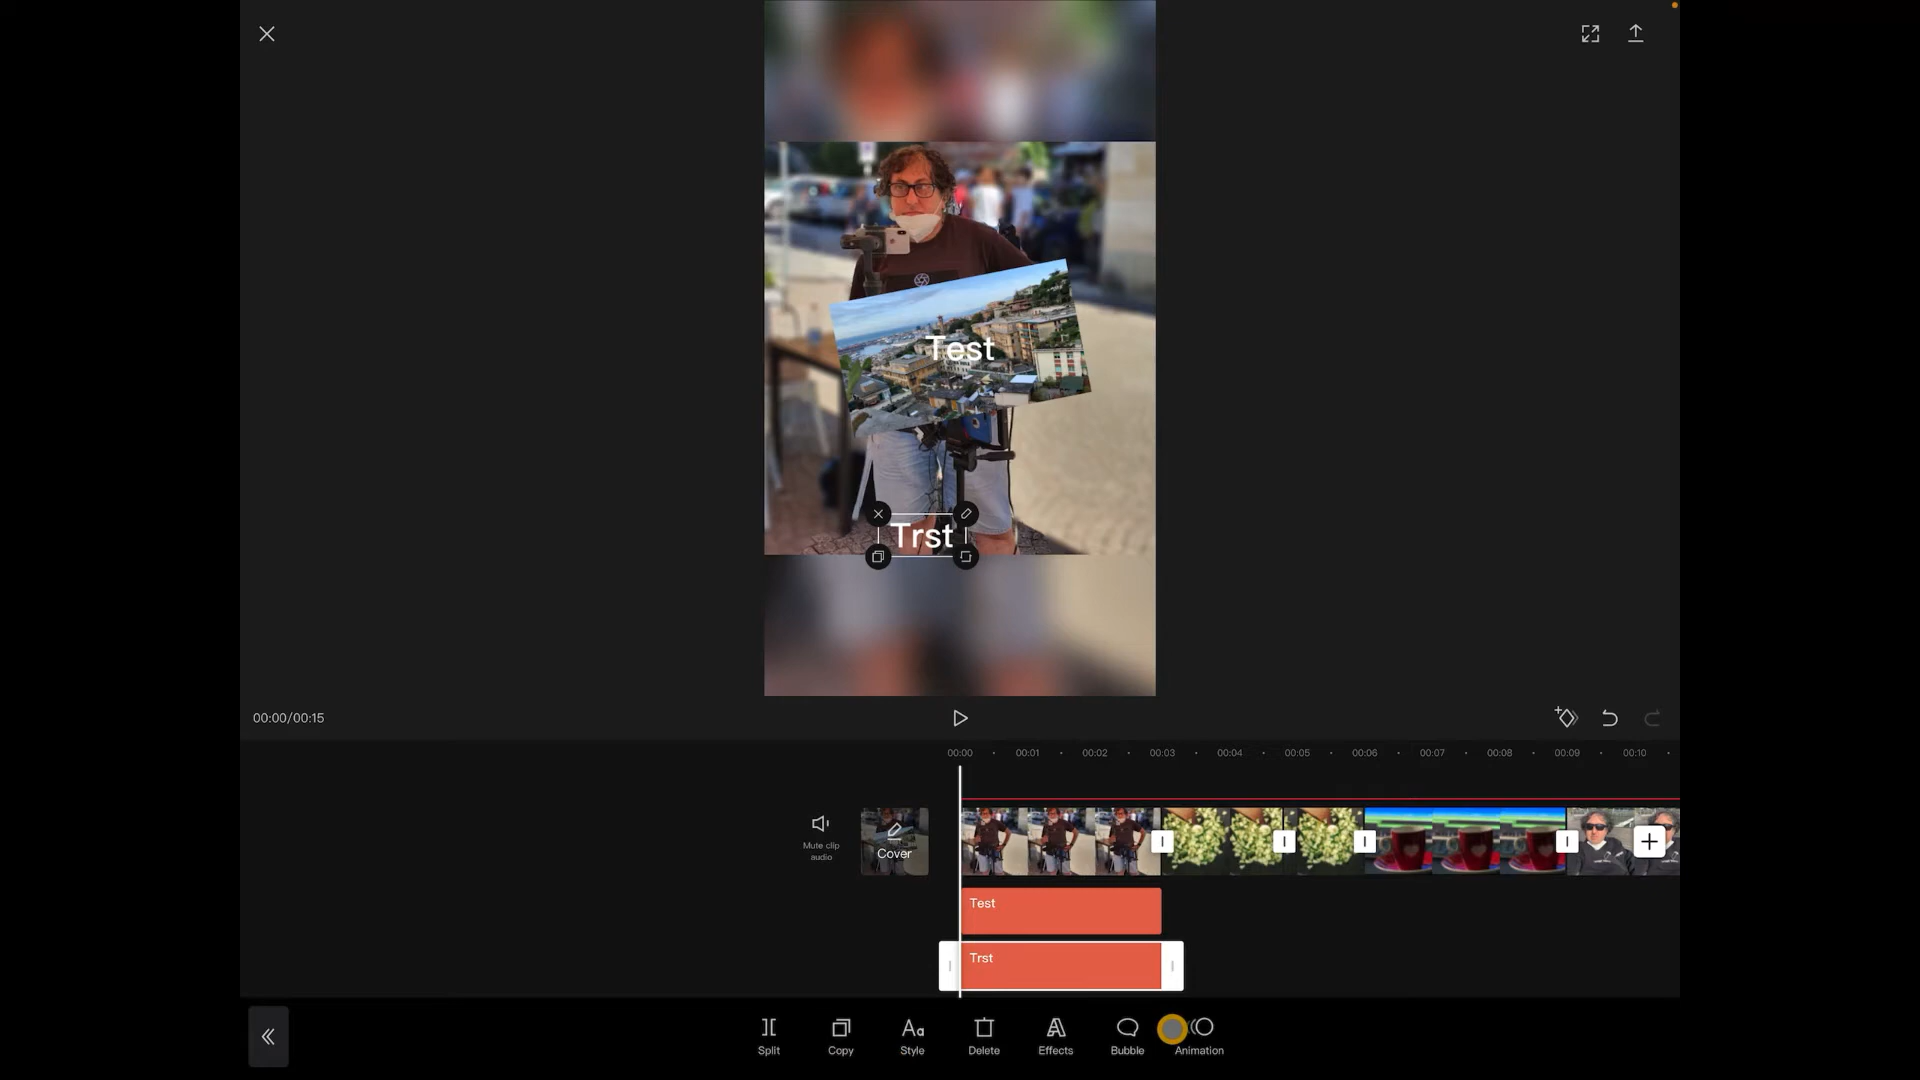 Test
Trst
00:00/00:15
00:00 00:01 00:02 00:03 00:04 00:05 00:06 00:07 00:08 00:09 00:10
Mute clip
audio
Cover
Test
Trst
Split Copy Style Delete Effects Bubble Animation